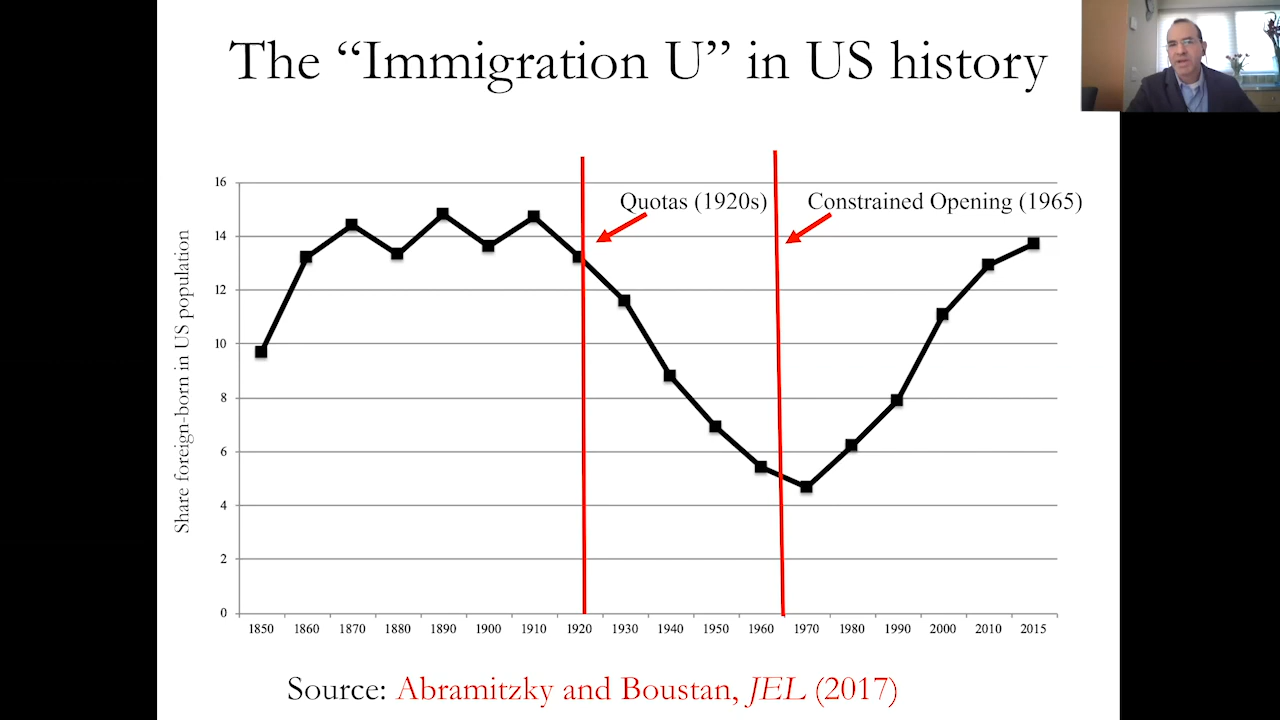 The “Immigration U” in US history
Share foreign-born in US population
16
14
12
10
8
6
4
2
0
Quotas (1920s)
Constrained Opening (1965)
1850 1860 1870 1880 1890 1900 1910 1920 1930 1940 1950 1960 1970 1980 1990 2000 2010 2015
Source: Abramitzky and Boustan, JEL (2017)